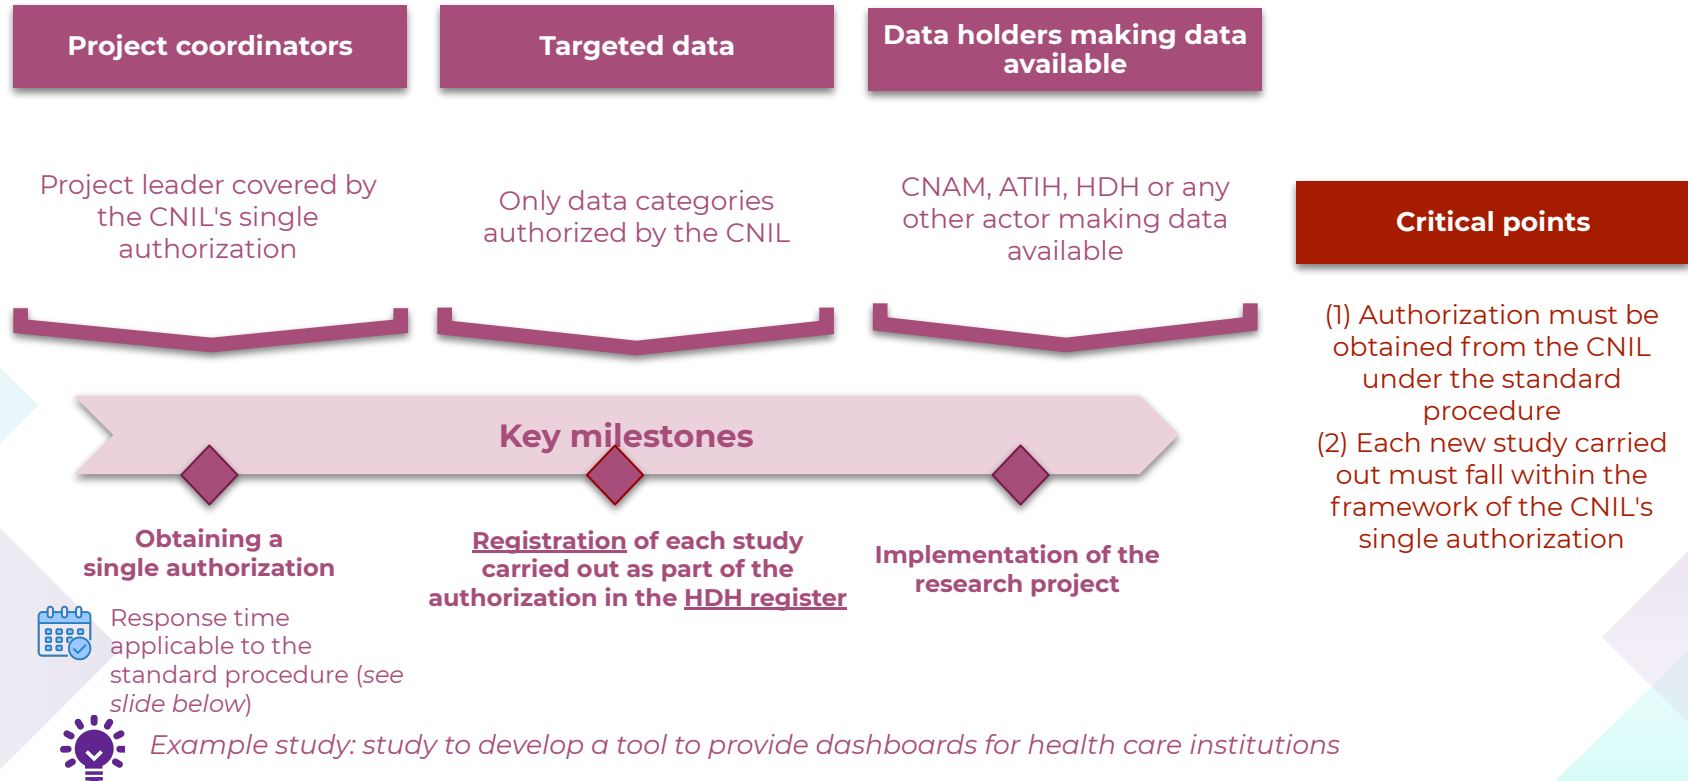 Project coordinators
Targeted data
Data holders making data
available
Project leader covered by
the CNIL's single
authorization
Only data categories
authorized by the CNIL
CNAM, ATIH, HDH or any
other actor making data
available
Critical points
(1) Authorization must be
obtained from the CNIL
under the standard
procedure
(2) Each new study carried
out must fall within the
framework of the CNIL's
single authorization
Key milestones
Obtaining a
single authorization
Registration of each study
carried out as part of the
authorization in the HDH register
Implementation of the
research project
Response time
applicable to the
standard procedure (see
slide below)
Example study: study to develop a tool to provide dashboards for health care institutions